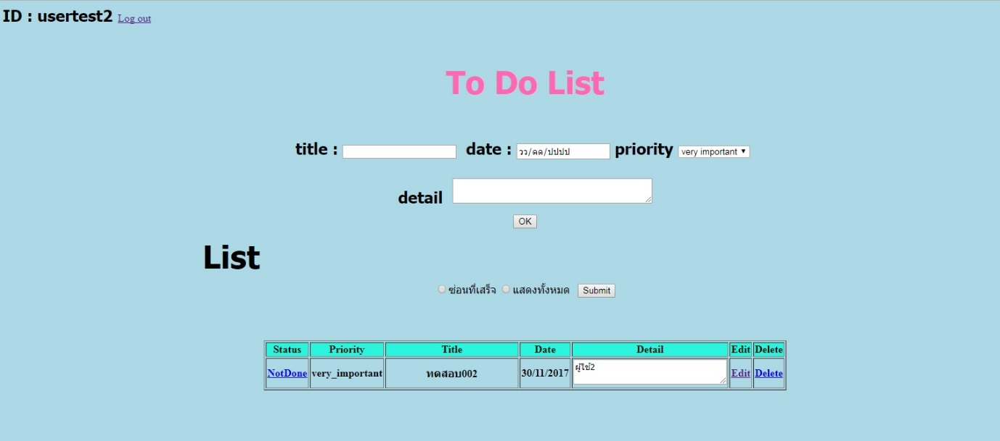 ID : usertest2 Log out
To Do List
title : date : วว/ดด/ปปปป priority very important
detail
OK
List
ซ่อนที่เสร็จ แสดงทั้งหมด Submit
Status Priority Title Date Detail Edit Delete
NotDone very_important ทดสอบ002 30/11/2017 ผู้ใช้2 Edit Delete